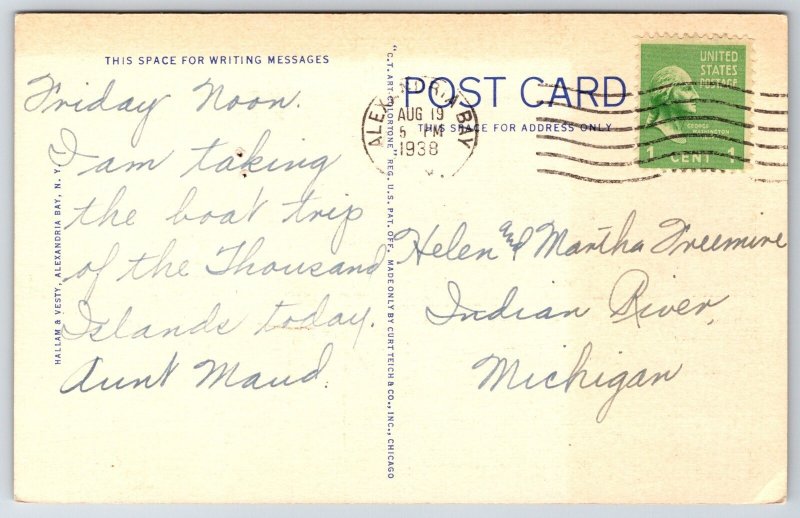 THIS SPACE FOR WRITING MESSAGES
Friday Noon.
I am taking
the boat trip
of the Thousand
Islands today.
Aunt Maud.
HALLAM & VESTY, ALEXANDRIA BAY, N. Y.
"C.T. ART-COLORTONE" REG. U.S. PAT. OFF. MADE ONLY BY CURT TEICH & CO., INC., CHICAGO
POST CARD
THIS SPACE FOR ADDRESS ONLY
ALEXANDRIA BAY
AUG 19
5 PM
1938
UNITED
STATES
POSTAGE
GEORGE
WASHINGTON
1 CENT 1
Helen and Martha Freemire
Indian River,
Michigan